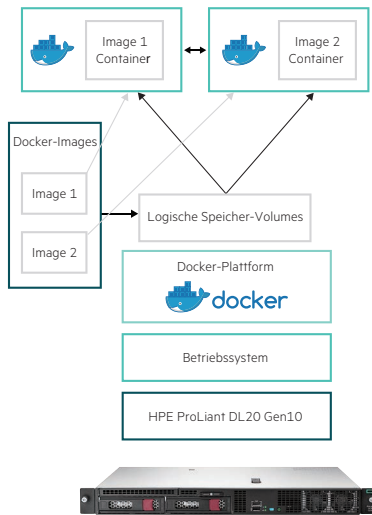 Image 1
Container
Image 2
Container
Docker-Images
Image 1
Image 2
Logische Speicher-Volumes
Docker-Plattform
docker
Betriebssystem
HPE ProLiant DL20 Gen10